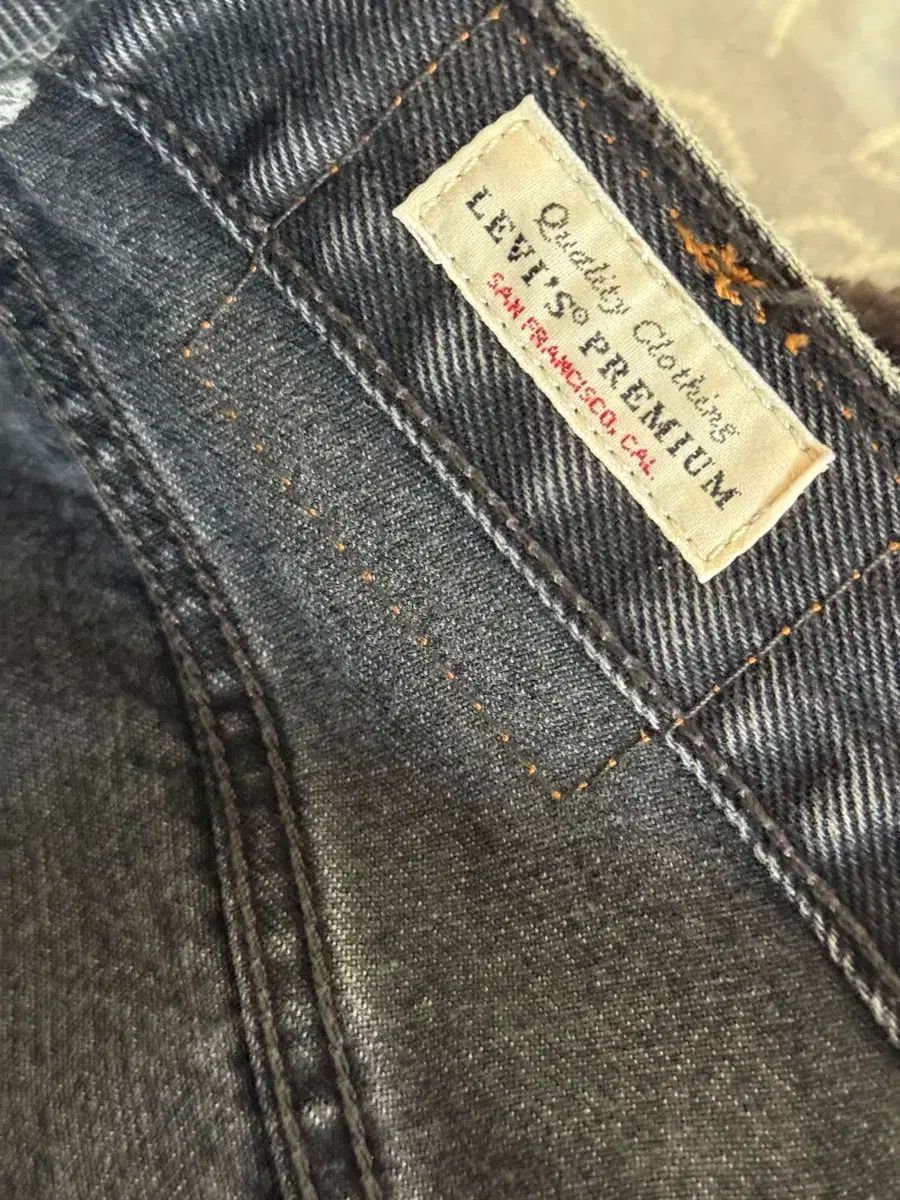 Quality Clothing
LEVI'S® PREMIUM
SAN FRANCISCO, CAL.